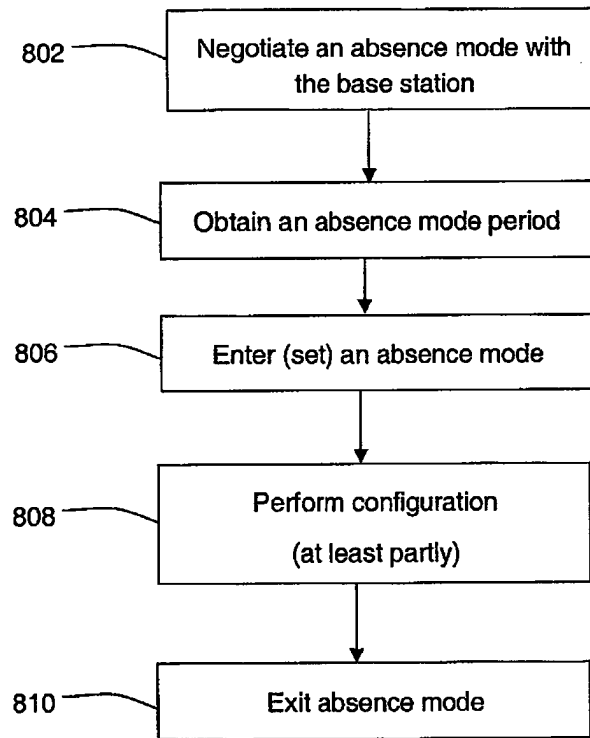 802
Negotiate an absence mode with
the base station
804
Obtain an absence mode period
806
Enter (set) an absence mode
808
Perform configuration
(at least partly)
810
Exit absence mode